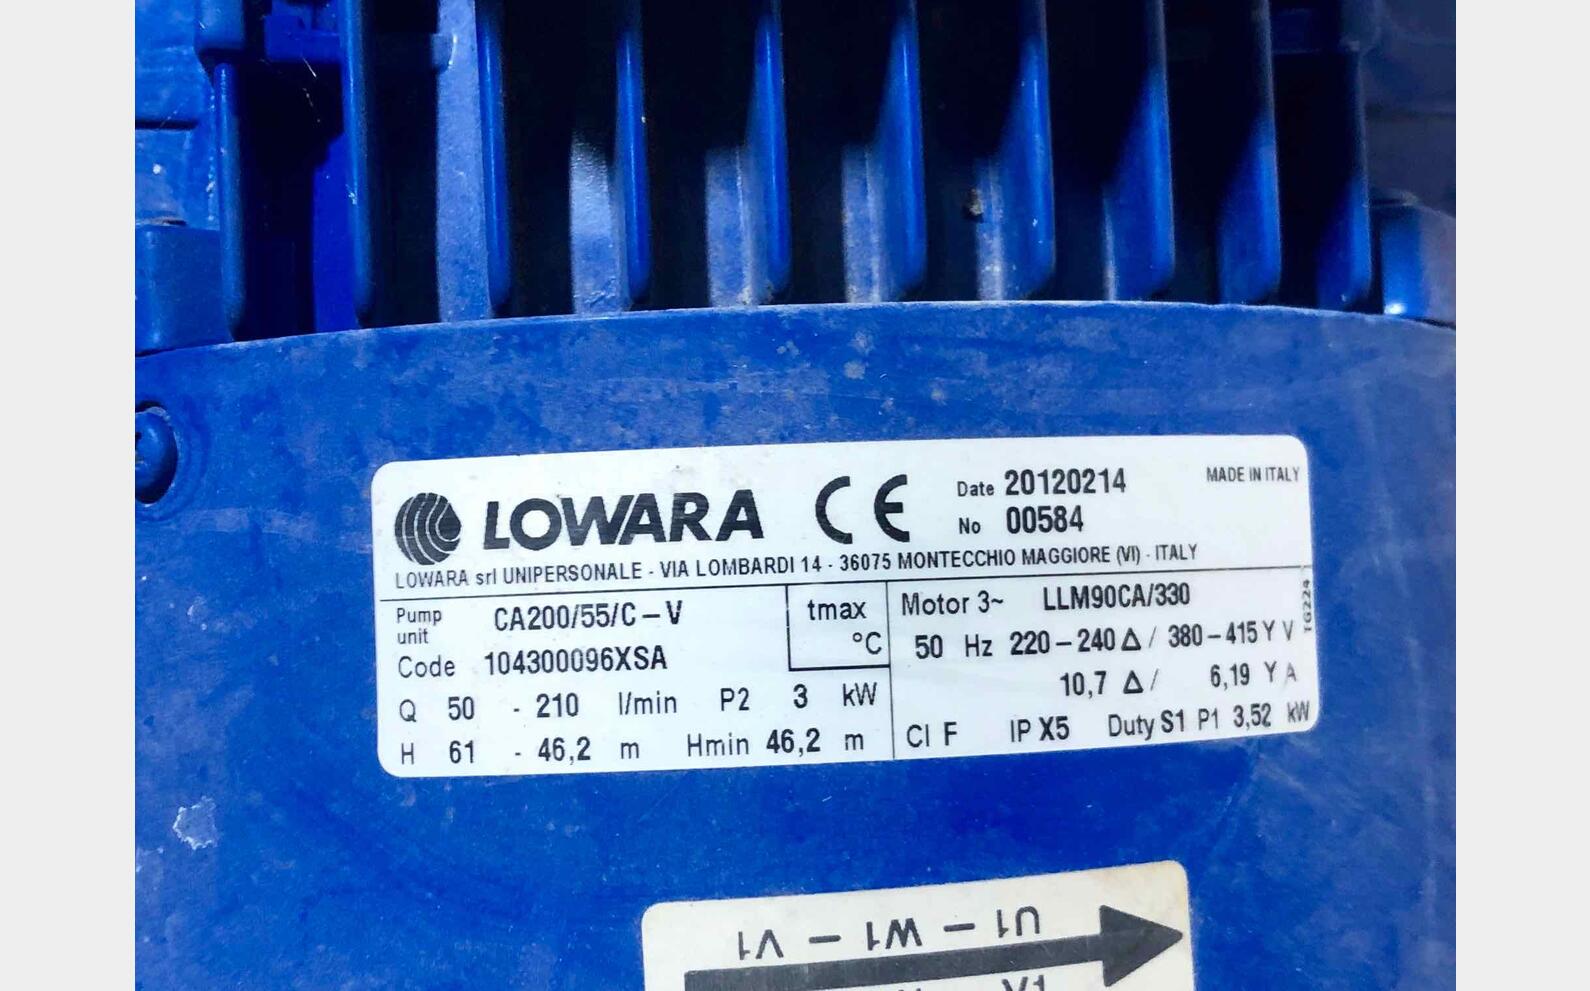 LOWARA CE Date 20120214 MADE IN ITALY
No 00584
LOWARA srl UNIPERSONALE - VIA LOMBARDI 14 - 36075 MONTECCHIO MAGGIORE (VI) - ITALY
Pump unit CA200/55/C-V tmax °C Motor 3~ LLM90CA/330
Code 104300096XSA 50 Hz 220-240 Δ / 380-415 Y V
Q 50 - 210 l/min P2 3 kW 10,7 Δ / 6,19 Y A
H 61 - 46,2 m Hmin 46,2 m Cl F IP X5 Duty S1 P1 3,52 kW
TG224
U1 - W1 - V1
V1